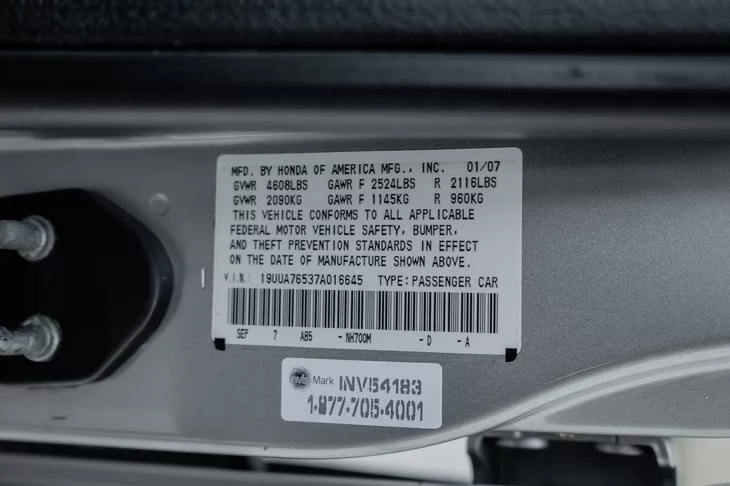 MFD. BY HONDA OF AMERICA MFG., INC. 01/07
GVWR 4608LBS GAWR F 2524LBS R 2116LBS
GVWR 2090KG GAWR F 1145KG R 960KG
THIS VEHICLE CONFORMS TO ALL APPLICABLE
FEDERAL MOTOR VEHICLE SAFETY, BUMPER,
AND THEFT PREVENTION STANDARDS IN EFFECT
ON THE DATE OF MANUFACTURE SHOWN ABOVE.
V.I.N.: 19UUA76537A016645 TYPE: PASSENGER CAR
SEP 7 AB5 -NH700M -D -A
Mark INV54183
1-877-705-4001